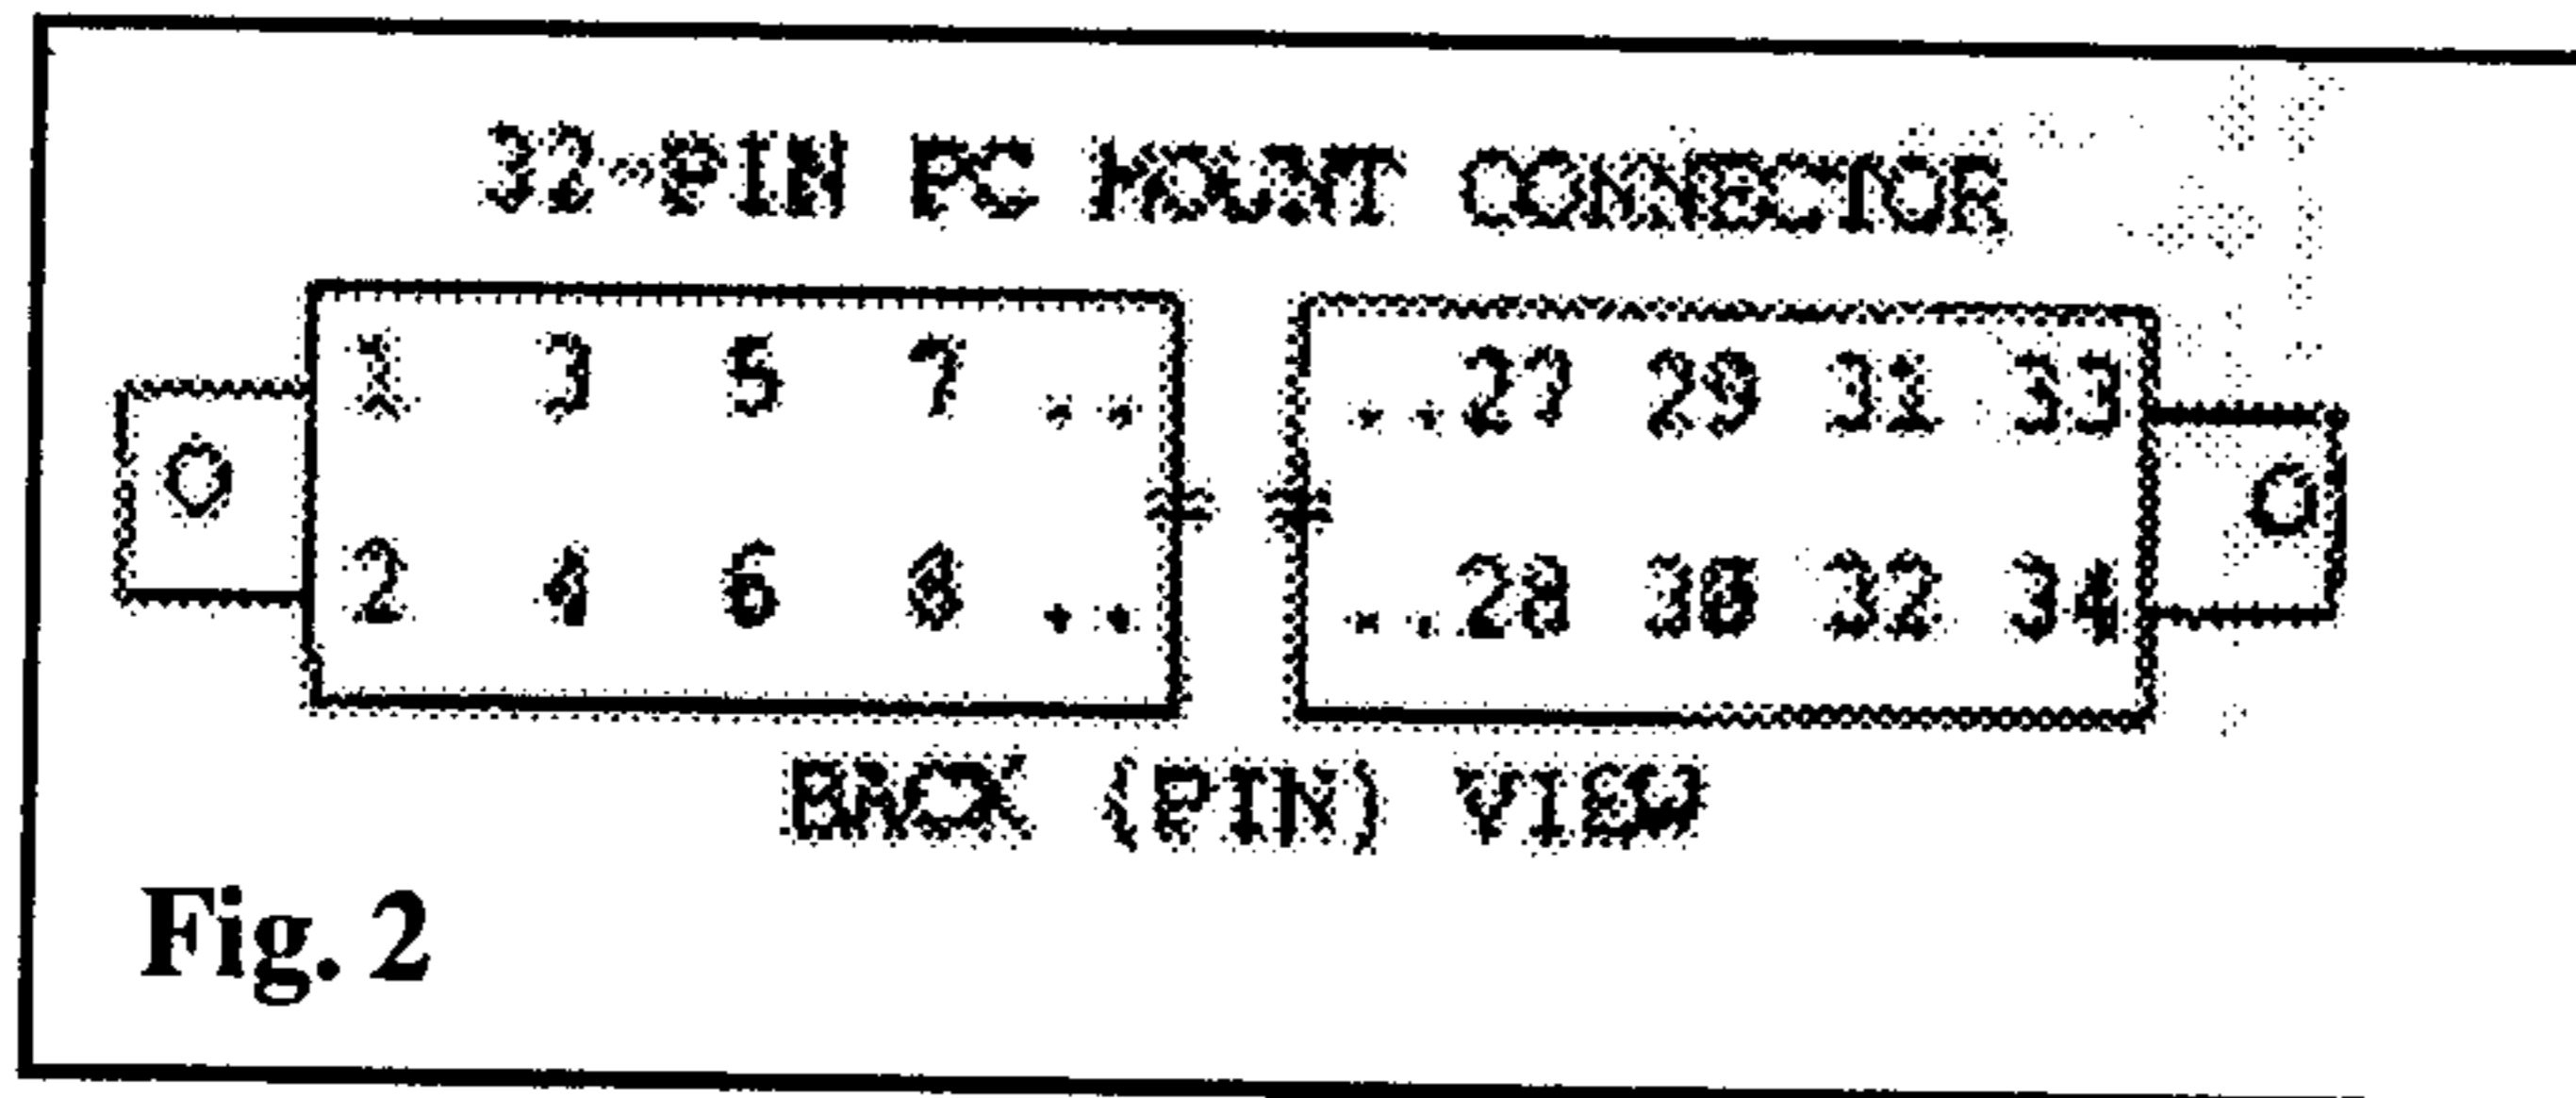 32-PIN PC MOUNT CONNECTOR
1 3 5 7 .. ..27 29 31 33
2 4 6 8 .. ..28 30 32 34
BACK (PIN) VIEW
Fig. 2